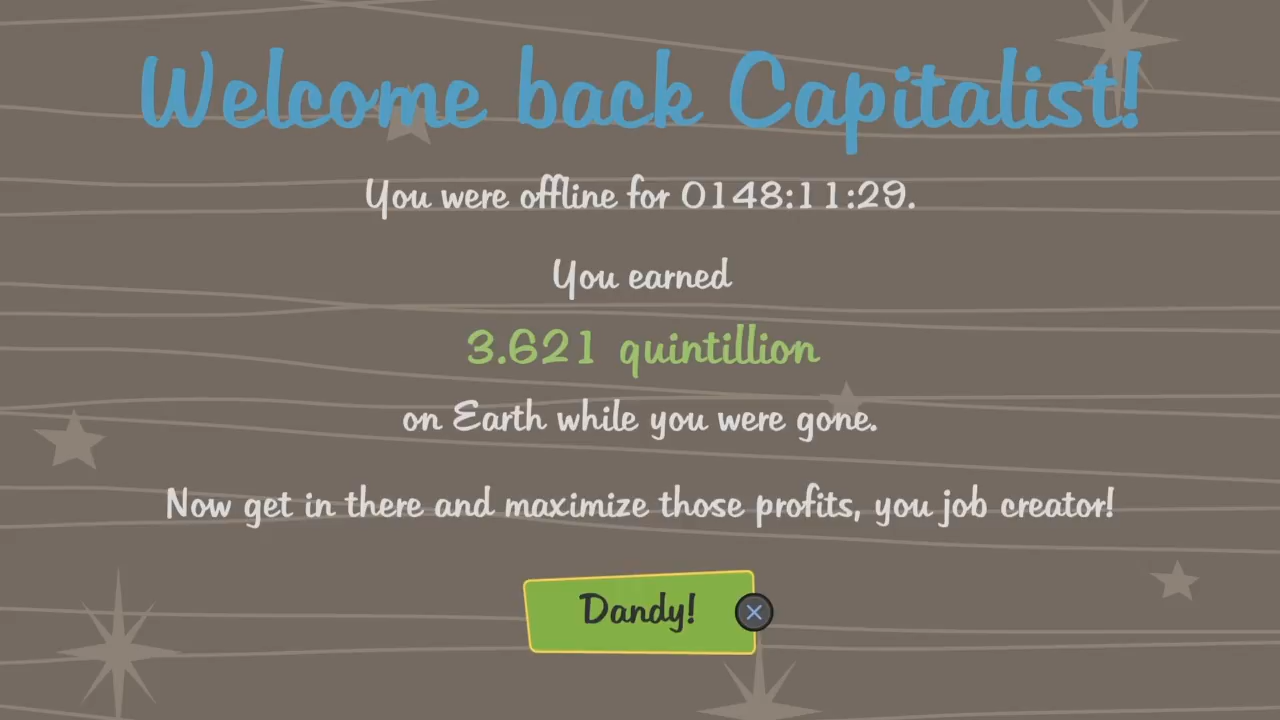 Welcome back Capitalist!
You were offline for 0148:11:29.
You earned
3.621 quintillion
on Earth while you were gone.
Now get in there and maximize those profits, you job creator!
Dandy!